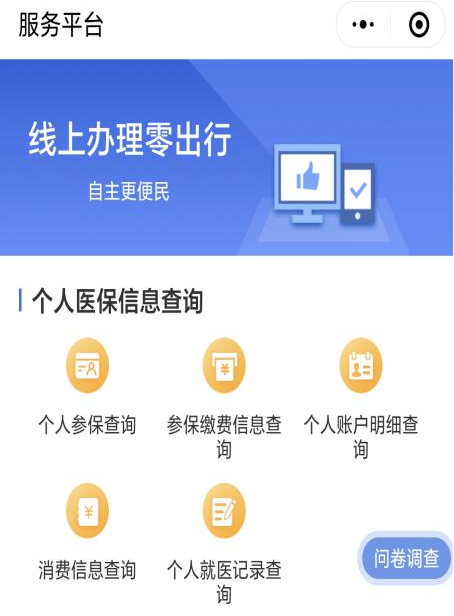 服务平台
线上办理零出行
自主更便民
个人医保信息查询
个人参保查询
参保缴费信息查
询
个人账户明细查
询
消费信息查询
个人就医记录查
询
问卷调查